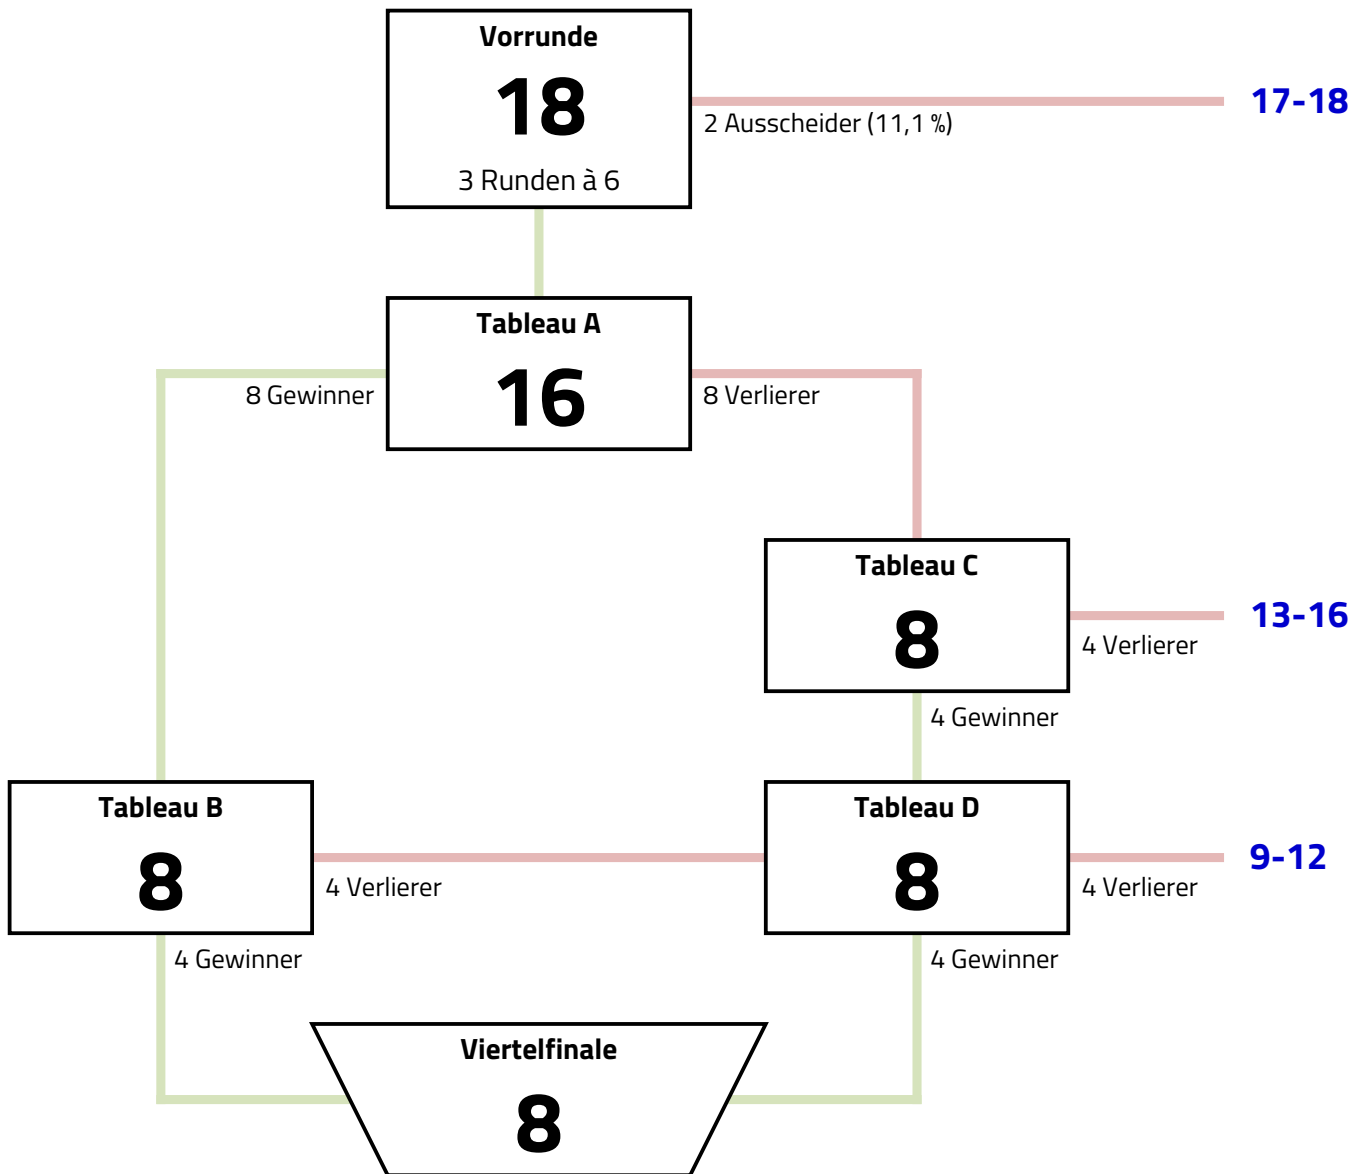 Vorrunde
18
3 Runden à 6
2 Ausscheider (11,1 %)
17-18
Tableau A
16
8 Gewinner
8 Verlierer
Tableau C
8
4 Verlierer
13-16
4 Gewinner
Tableau B
8
4 Verlierer
4 Gewinner
Tableau D
8
4 Verlierer
9-12
4 Gewinner
Viertelfinale
8